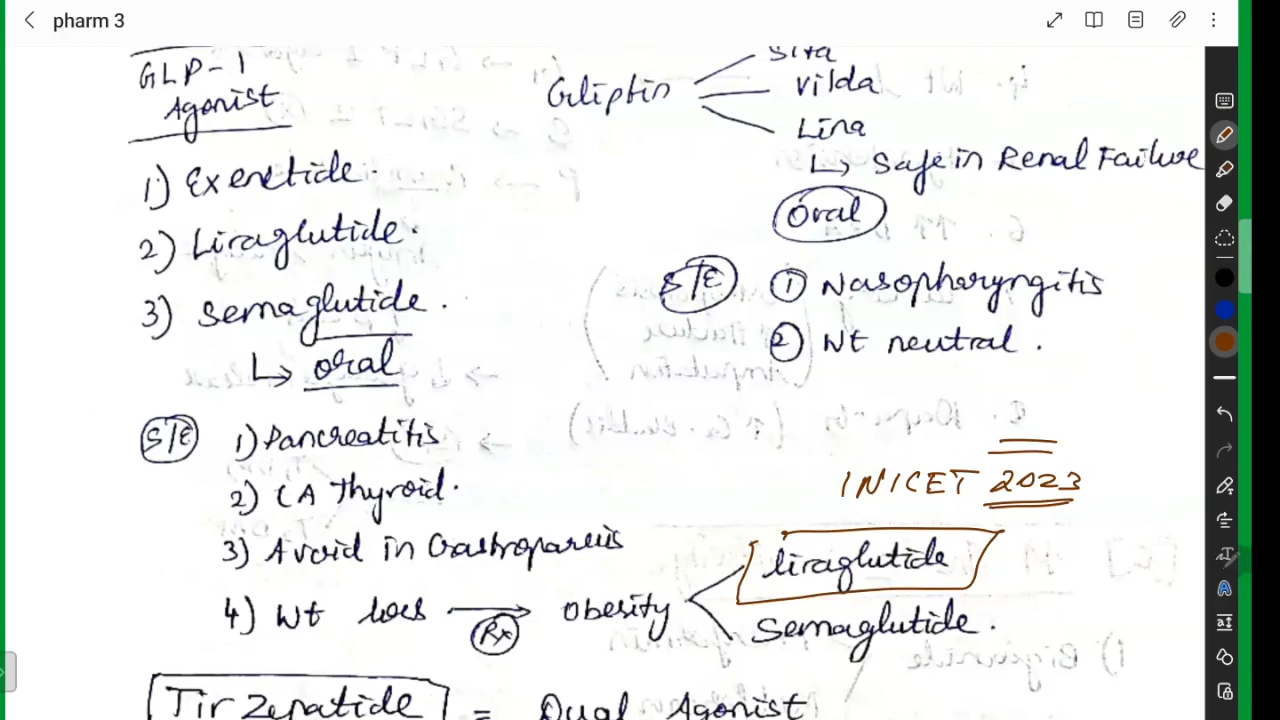 pharm 3
GLP-1
Agonist
1) Exenetide.
2) Liraglutide.
3) Semaglutide.
↳ oral
S/E 1) Pancreatitis
2) CA Thyroid.
3) Avoid in Gastroparesis
4) Wt loss → Obesity
Rx
liraglutide
Semaglutide.
Gliptin
Sita
Vilda
Lina
↳ Safe in Renal Failure
Oral
S/E ① Nasopharyngitis
② Wt neutral.
INICET 2023
Tirzepatide = Dual Agonist